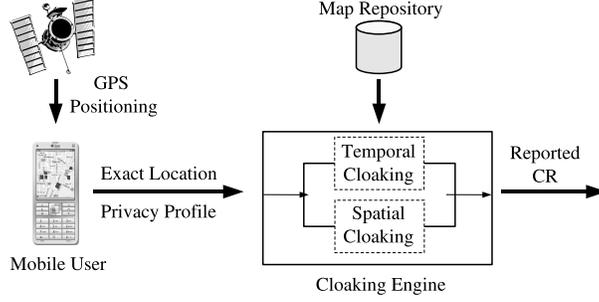 Map Repository
GPS
Positioning
Exact Location
Privacy Profile
Mobile User
Temporal
Cloaking
Spatial
Cloaking
Cloaking Engine
Reported
CR